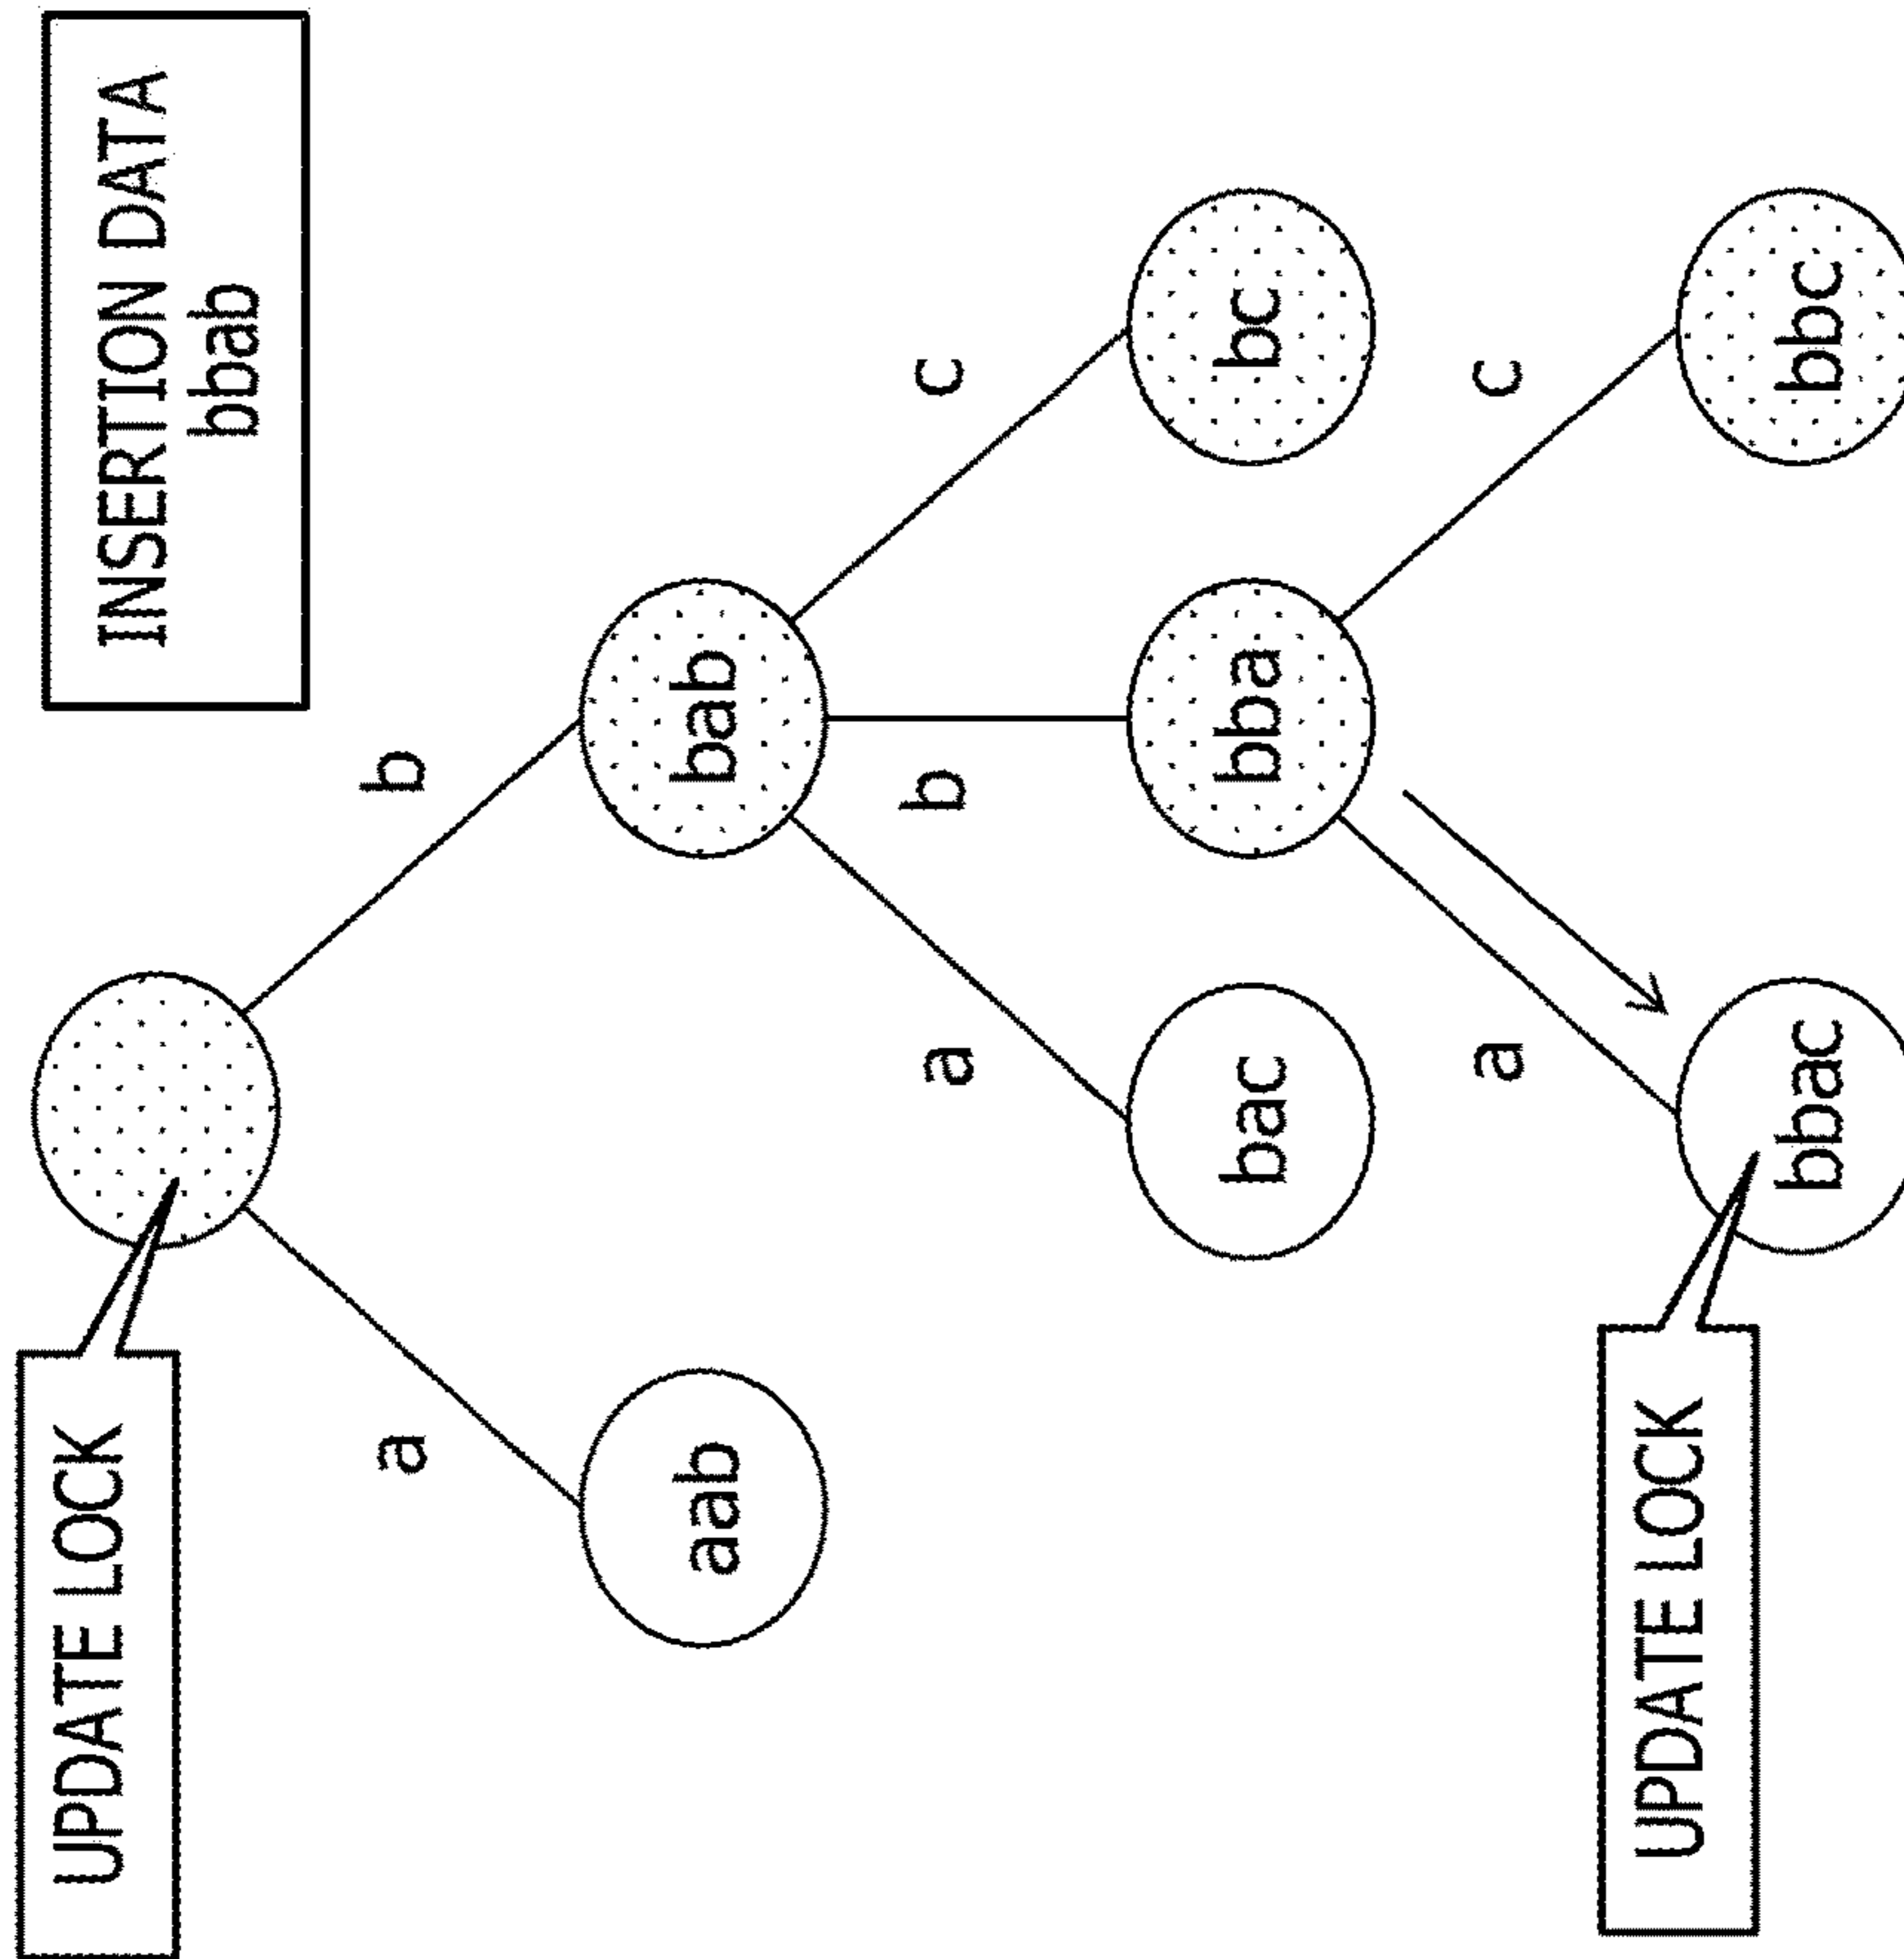 UPDATE LOCK
INSERTION DATA
bbab
a
b
aab
bab
a
b
c
bac
bba
bc
a
c
UPDATE LOCK
bbac
bbc